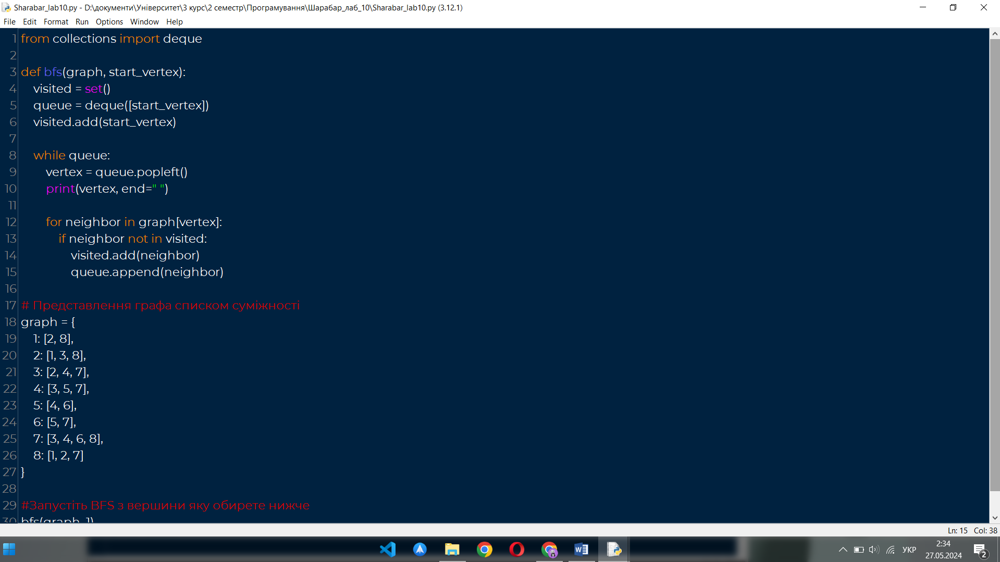 Sharabar_lab10.py - D:\документи\Університет\3 курс\2 семестр\Програмування\Шарабар_лаб_10\Sharabar_lab10.py (3.12.1)
File Edit Format Run Options Window Help
1 from collections import deque
2
3 def bfs(graph, start_vertex):
4     visited = set()
5     queue = deque([start_vertex])
6     visited.add(start_vertex)
7
8     while queue:
9         vertex = queue.popleft()
10         print(vertex, end=" ")
11
12         for neighbor in graph[vertex]:
13             if neighbor not in visited:
14                 visited.add(neighbor)
15                 queue.append(neighbor)
16
17 # Представлення графа списком суміжності
18 graph = {
19     1: [2, 8],
20     2: [1, 3, 8],
21     3: [2, 4, 7],
22     4: [3, 5, 7],
23     5: [4, 6],
24     6: [5, 7],
25     7: [3, 4, 6, 8],
26     8: [1, 2, 7]
27 }
28
29 #Запустіть BFS з вершини яку обирете нижче
30 bfs(graph, 1)
Ln: 15 Col: 38
УКР
2:34
27.05.2024
2